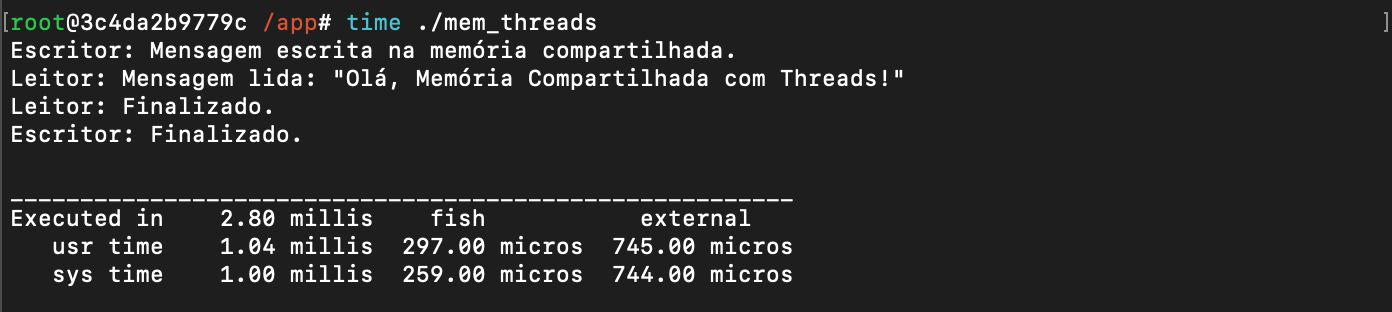 [root@3c4da2b9779c /app# time ./mem_threads ]
Escritor: Mensagem escrita na memória compartilhada.
Leitor: Mensagem lida: "Olá, Memória Compartilhada com Threads!"
Leitor: Finalizado.
Escritor: Finalizado.
________________________________________________________
Executed in    2.80 millis    fish           external
   usr time    1.04 millis  297.00 micros  745.00 micros
   sys time    1.00 millis  259.00 micros  744.00 micros